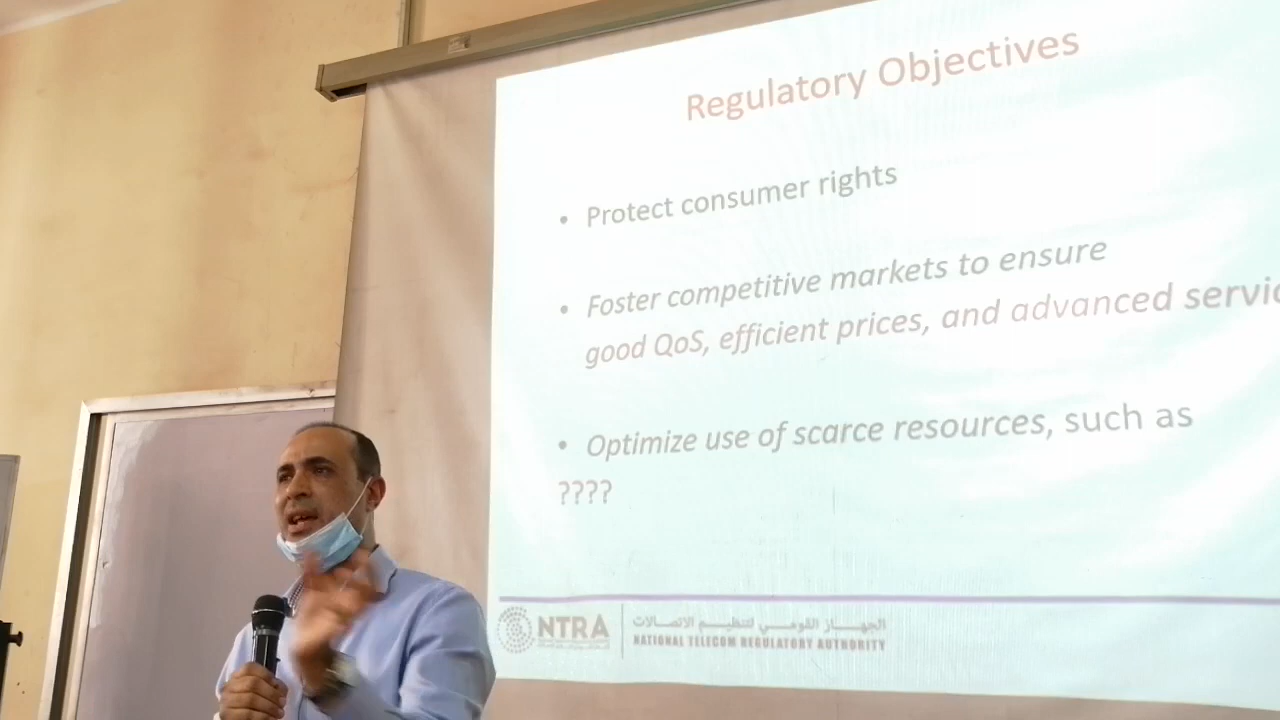 Regulatory Objectives
• Protect consumer rights
• Foster competitive markets to ensure
good QoS, efficient prices, and advanced servic
• Optimize use of scarce resources, such as
????
NTRA
الجهاز القومي لتنظيم الاتصالات
NATIONAL TELECOM REGULATORY AUTHORITY